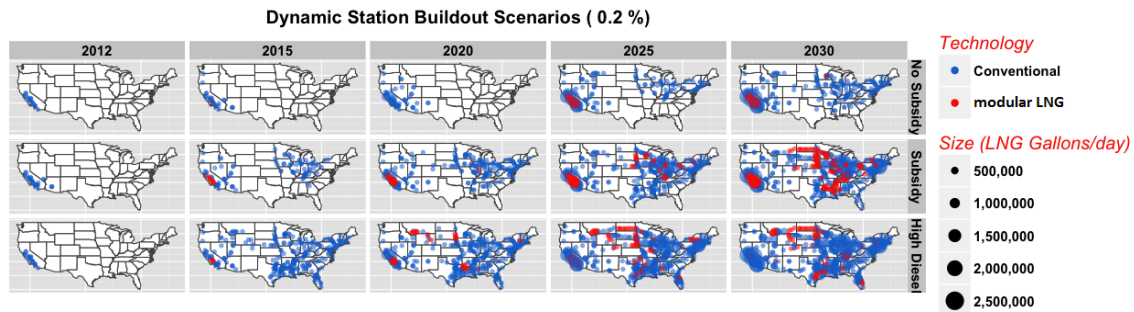 Dynamic Station Buildout Scenarios ( 0.2 %)
2012
2015
2020
2025
2030
No Subsidy
Subsidy
High Diesel
Technology
Conventional
modular LNG
Size (LNG Gallons/day)
500,000
1,000,000
1,500,000
2,000,000
2,500,000